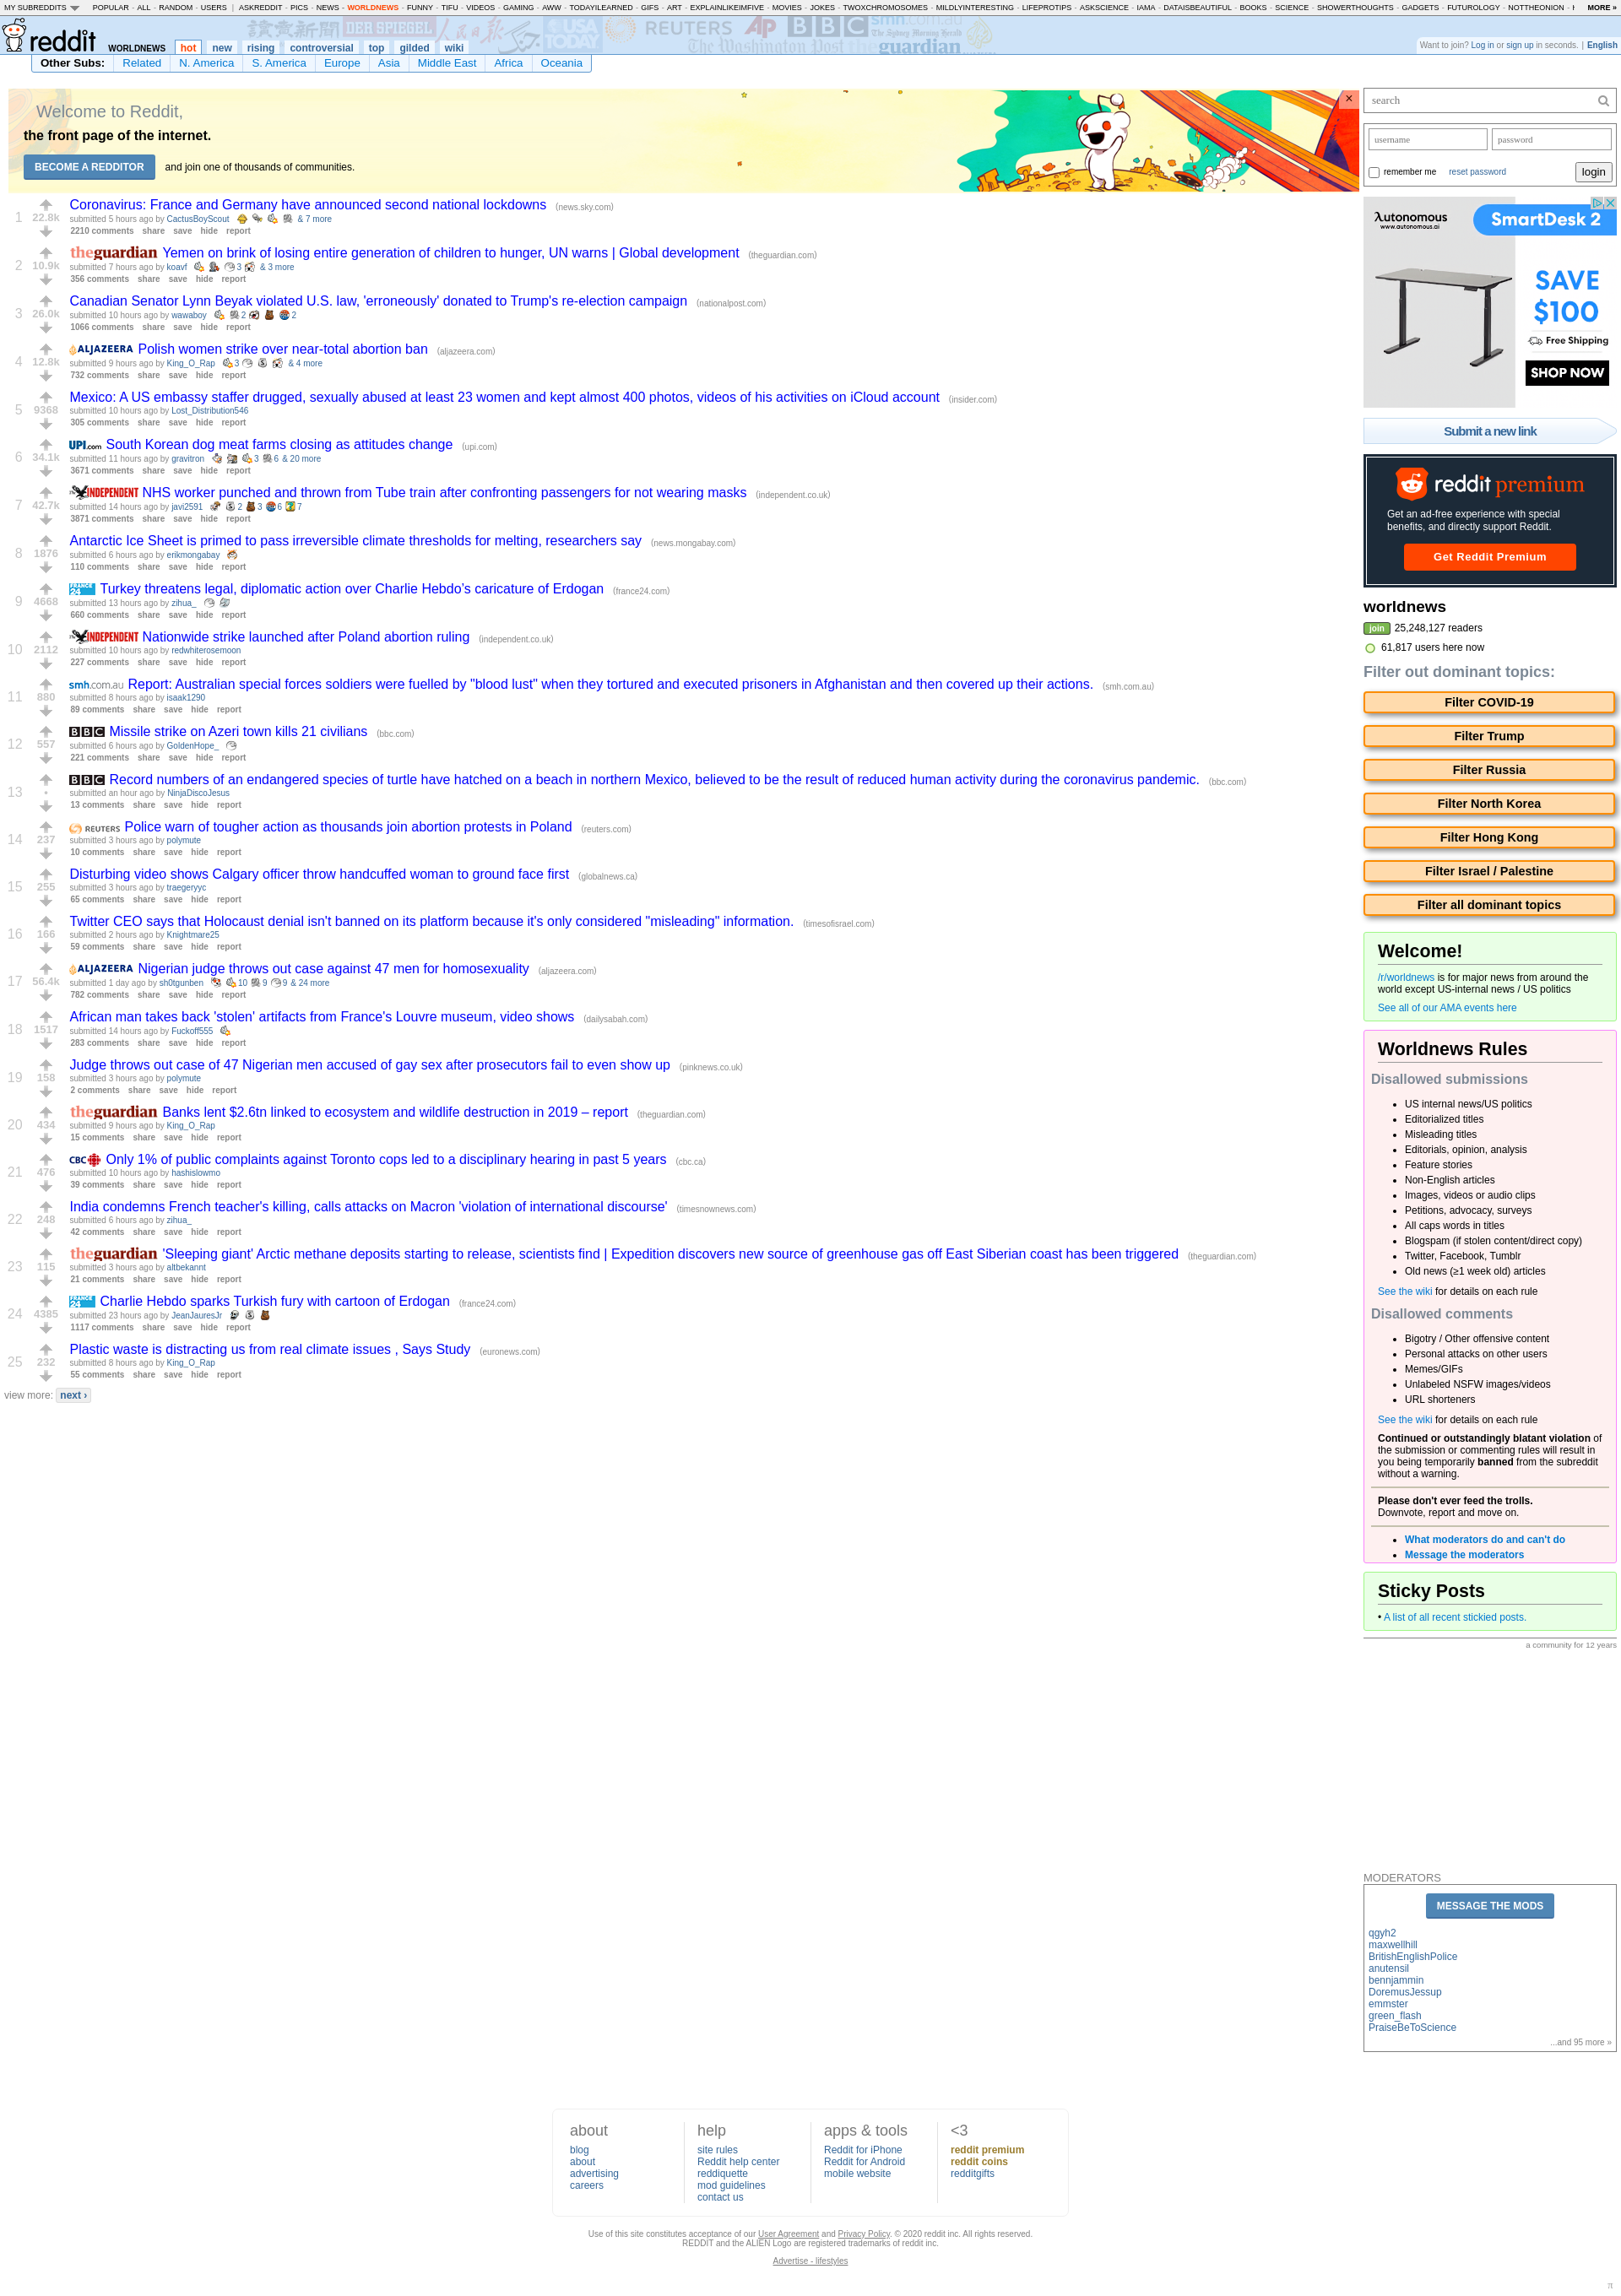 MY SUBREDDITS POPULAR - ALL - RANDOM - USERS | ASKREDDIT - PICS - NEWS - WORLDNEWS - FUNNY - TIFU - VIDEOS - GAMING - AWW - TODAYILEARNED - GIFS - ART - EXPLAINLIKEIMFIVE - MOVIES - JOKES - TWOXCHROMOSOMES - MILDLYINTERESTING - LIFEPROTIPS - ASKSCIENCE - IAMA - DATAISBEAUTIFUL - BOOKS - SCIENCE - SHOWERTHOUGHTS - GADGETS - FUTUROLOGY - NOTTHEONION - MORE »
DER SPIEGEL USA TODAY REUTERS AP BBC smh.com.au
The Sydney Morning Herald
The Washington Post theguardian
reddit WORLDNEWS hot new rising controversial top gilded wiki
Want to join? Log in or sign up in seconds. | English
Other Subs: Related N. America S. America Europe Asia Middle East Africa Oceania
Welcome to Reddit,
the front page of the internet.
BECOME A REDDITOR and join one of thousands of communities.
×
1 22.8k
Coronavirus: France and Germany have announced second national lockdowns (news.sky.com)
submitted 5 hours ago by CactusBoyScout & 7 more
2210 comments share save hide report
2 10.9k
theguardian Yemen on brink of losing entire generation of children to hunger, UN warns | Global development (theguardian.com)
submitted 7 hours ago by koavf 3 & 3 more
356 comments share save hide report
3 26.0k
Canadian Senator Lynn Beyak violated U.S. law, 'erroneously' donated to Trump's re-election campaign (nationalpost.com)
submitted 10 hours ago by wawaboy 2 2
1066 comments share save hide report
4 12.8k
ALJAZEERA Polish women strike over near-total abortion ban (aljazeera.com)
submitted 9 hours ago by King_O_Rap 3 & 4 more
732 comments share save hide report
5 9368
Mexico: A US embassy staffer drugged, sexually abused at least 23 women and kept almost 400 photos, videos of his activities on iCloud account (insider.com)
submitted 10 hours ago by Lost_Distribution546
305 comments share save hide report
6 34.1k
UPI.com South Korean dog meat farms closing as attitudes change (upi.com)
submitted 11 hours ago by gravitron 3 6 & 20 more
3671 comments share save hide report
7 42.7k
INDEPENDENT NHS worker punched and thrown from Tube train after confronting passengers for not wearing masks (independent.co.uk)
submitted 14 hours ago by javi2591 2 3 6 7
3871 comments share save hide report
8 1876
Antarctic Ice Sheet is primed to pass irreversible climate thresholds for melting, researchers say (news.mongabay.com)
submitted 6 hours ago by erikmongabay
110 comments share save hide report
9 4668
FRANCE 24 Turkey threatens legal, diplomatic action over Charlie Hebdo's caricature of Erdogan (france24.com)
submitted 13 hours ago by zihua_
660 comments share save hide report
10 2112
INDEPENDENT Nationwide strike launched after Poland abortion ruling (independent.co.uk)
submitted 10 hours ago by redwhiterosemoon
227 comments share save hide report
11 880
smh.com.au Report: Australian special forces soldiers were fuelled by "blood lust" when they tortured and executed prisoners in Afghanistan and then covered up their actions. (smh.com.au)
submitted 8 hours ago by isaak1290
89 comments share save hide report
12 557
BBC Missile strike on Azeri town kills 21 civilians (bbc.com)
submitted 6 hours ago by GoldenHope_
221 comments share save hide report
13 •
BBC Record numbers of an endangered species of turtle have hatched on a beach in northern Mexico, believed to be the result of reduced human activity during the coronavirus pandemic. (bbc.com)
submitted an hour ago by NinjaDiscoJesus
13 comments share save hide report
14 237
REUTERS Police warn of tougher action as thousands join abortion protests in Poland (reuters.com)
submitted 3 hours ago by polymute
10 comments share save hide report
15 255
Disturbing video shows Calgary officer throw handcuffed woman to ground face first (globalnews.ca)
submitted 3 hours ago by traegeryyc
65 comments share save hide report
16 166
Twitter CEO says that Holocaust denial isn't banned on its platform because it's only considered "misleading" information. (timesofisrael.com)
submitted 2 hours ago by Knightmare25
59 comments share save hide report
17 56.4k
ALJAZEERA Nigerian judge throws out case against 47 men for homosexuality (aljazeera.com)
submitted 1 day ago by sh0tgunben 10 9 9 & 24 more
782 comments share save hide report
18 1517
African man takes back 'stolen' artifacts from France's Louvre museum, video shows (dailysabah.com)
submitted 14 hours ago by Fuckoff555
283 comments share save hide report
19 158
Judge throws out case of 47 Nigerian men accused of gay sex after prosecutors fail to even show up (pinknews.co.uk)
submitted 3 hours ago by polymute
2 comments share save hide report
20 434
theguardian Banks lent $2.6tn linked to ecosystem and wildlife destruction in 2019 – report (theguardian.com)
submitted 9 hours ago by King_O_Rap
15 comments share save hide report
21 476
CBC Only 1% of public complaints against Toronto cops led to a disciplinary hearing in past 5 years (cbc.ca)
submitted 10 hours ago by hashislowmo
39 comments share save hide report
22 248
India condemns French teacher's killing, calls attacks on Macron 'violation of international discourse' (timesnownews.com)
submitted 6 hours ago by zihua_
42 comments share save hide report
23 115
theguardian 'Sleeping giant' Arctic methane deposits starting to release, scientists find | Expedition discovers new source of greenhouse gas off East Siberian coast has been triggered (theguardian.com)
submitted 3 hours ago by altbekannt
21 comments share save hide report
24 4385
FRANCE 24 Charlie Hebdo sparks Turkish fury with cartoon of Erdogan (france24.com)
submitted 23 hours ago by JeanJauresJr
1117 comments share save hide report
25 232
Plastic waste is distracting us from real climate issues , Says Study (euronews.com)
submitted 8 hours ago by King_O_Rap
55 comments share save hide report
view more: next ›
search
username password
remember me reset password login
autonomous
www.autonomous.ai
SmartDesk 2
SAVE
$100
Free Shipping
SHOP NOW
Submit a new link
reddit premium
Get an ad-free experience with special
benefits, and directly support Reddit.
Get Reddit Premium
worldnews
join 25,248,127 readers
61,817 users here now
Filter out dominant topics:
Filter COVID-19
Filter Trump
Filter Russia
Filter North Korea
Filter Hong Kong
Filter Israel / Palestine
Filter all dominant topics
Welcome!
/r/worldnews is for major news from around the
world except US-internal news / US politics
See all of our AMA events here
Worldnews Rules
Disallowed submissions
• US internal news/US politics
• Editorialized titles
• Misleading titles
• Editorials, opinion, analysis
• Feature stories
• Non-English articles
• Images, videos or audio clips
• Petitions, advocacy, surveys
• All caps words in titles
• Blogspam (if stolen content/direct copy)
• Twitter, Facebook, Tumblr
• Old news (≥1 week old) articles
See the wiki for details on each rule
Disallowed comments
• Bigotry / Other offensive content
• Personal attacks on other users
• Memes/GIFs
• Unlabeled NSFW images/videos
• URL shorteners
See the wiki for details on each rule
Continued or outstandingly blatant violation of
the submission or commenting rules will result in
you being temporarily banned from the subreddit
without a warning.
Please don't ever feed the trolls.
Downvote, report and move on.
• What moderators do and can't do
• Message the moderators
Sticky Posts
• A list of all recent stickied posts.
a community for 12 years
MODERATORS
MESSAGE THE MODS
qgyh2
maxwellhill
BritishEnglishPolice
anutensil
bennjammin
DoremusJessup
emmster
green_flash
PraiseBeToScience
...and 95 more »
about
blog
about
advertising
careers
help
site rules
Reddit help center
reddiquette
mod guidelines
contact us
apps & tools
Reddit for iPhone
Reddit for Android
mobile website
<3
reddit premium
reddit coins
redditgifts
Use of this site constitutes acceptance of our User Agreement and Privacy Policy. © 2020 reddit inc. All rights reserved.
REDDIT and the ALIEN Logo are registered trademarks of reddit inc.
Advertise - lifestyles
π